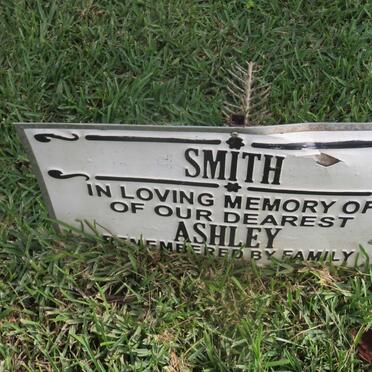 SMITH
IN LOVING MEMORY OF
OF OUR DEAREST
ASHLEY
REMEMBERED BY FAMILY